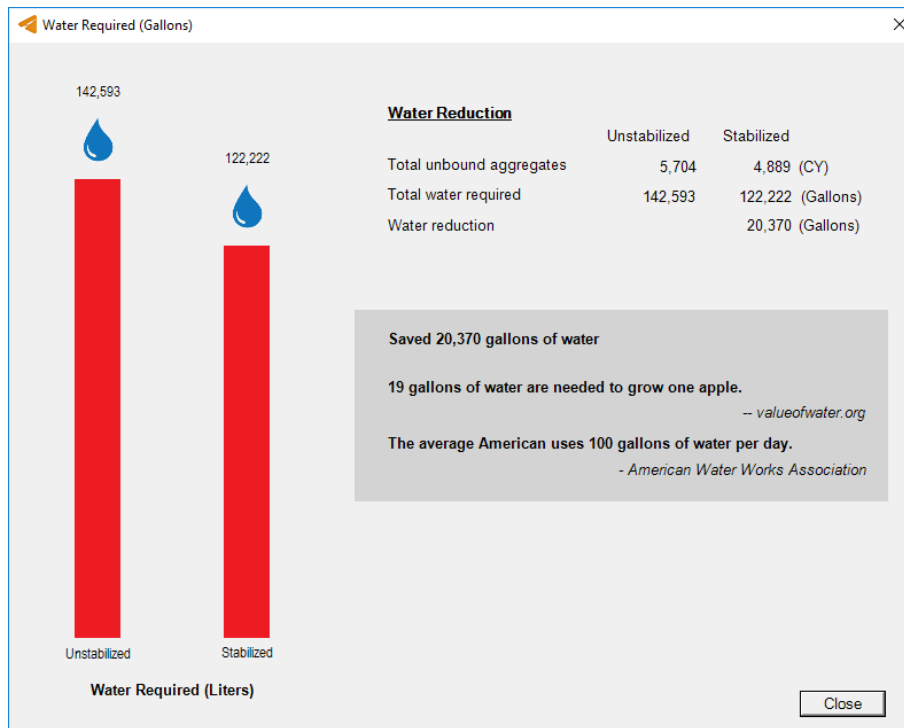 Water Required (Gallons)
142,593
122,222
Unstabilized
Stabilized
Water Required (Liters)
Water Reduction
Unstabilized Stabilized
Total unbound aggregates 5,704 4,889 (CY)
Total water required 142,593 122,222 (Gallons)
Water reduction 20,370 (Gallons)
Saved 20,370 gallons of water
19 gallons of water are needed to grow one apple.
-- valueofwater.org
The average American uses 100 gallons of water per day.
- American Water Works Association
Close